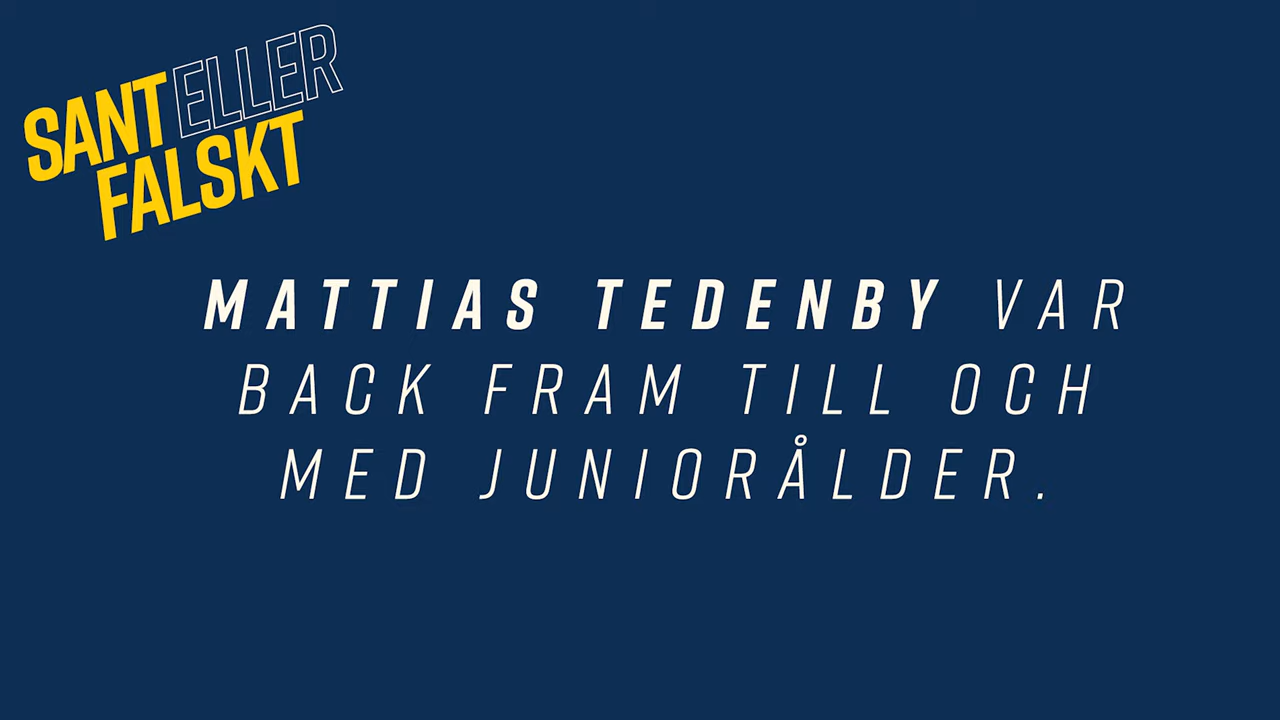 SANT ELLER
FALSKT
MATTIAS TEDENBY VAR
BACK FRAM TILL OCH
MED JUNIORÅLDER.